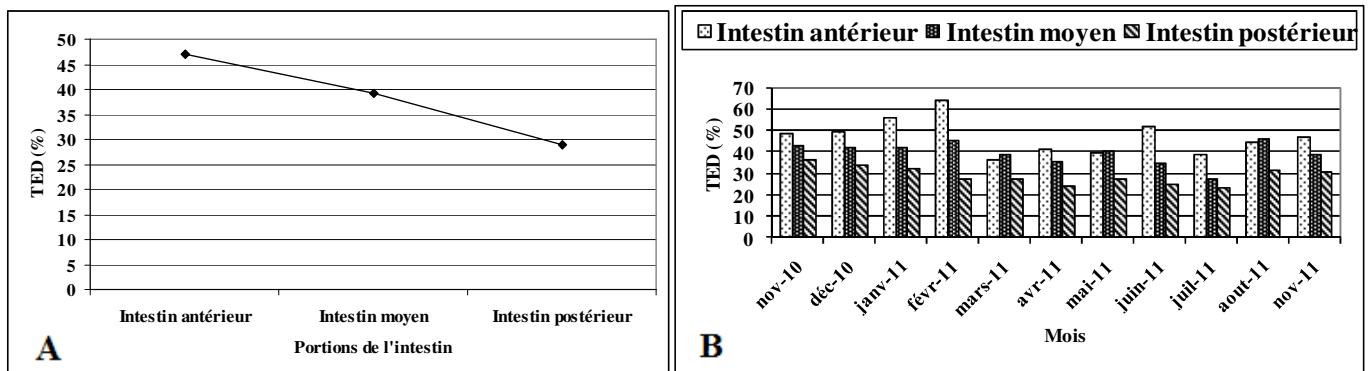 50
45
40
35
30
25
20
15
10
5
0
TED (%)
Intestin antérieur Intestin moyen Intestin postérieur
Portions de l'intestin
A
Intestin antérieur Intestin moyen Intestin postérieur
70
60
50
40
30
20
10
0
TED (%)
nov-10 déc-10 janv-11 févr-11 mars-11 avr-11 mai-11 juin-11 juil-11 aout-11 nov-11
Mois
B